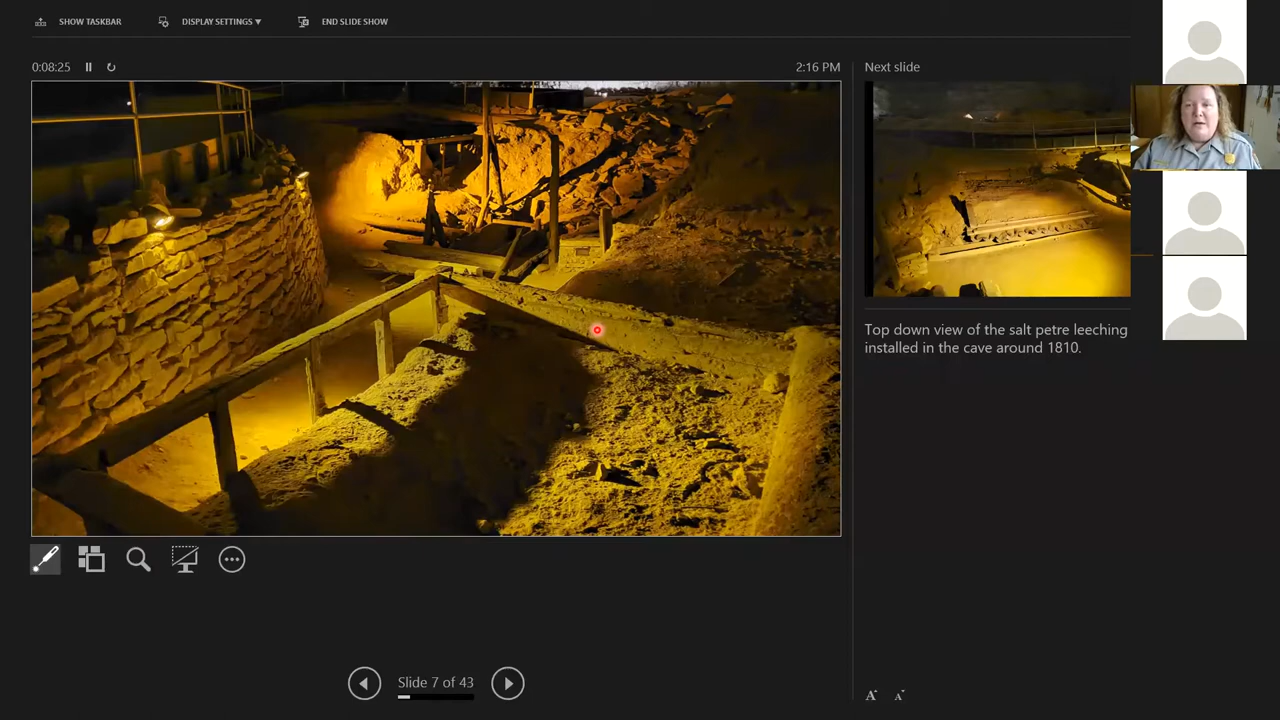 SHOW TASKBAR
DISPLAY SETTINGS ▼
END SLIDE SHOW
0:08:25
2:16 PM
Next slide
Top down view of the salt petre leeching
installed in the cave around 1810.
Slide 7 of 43
A
A